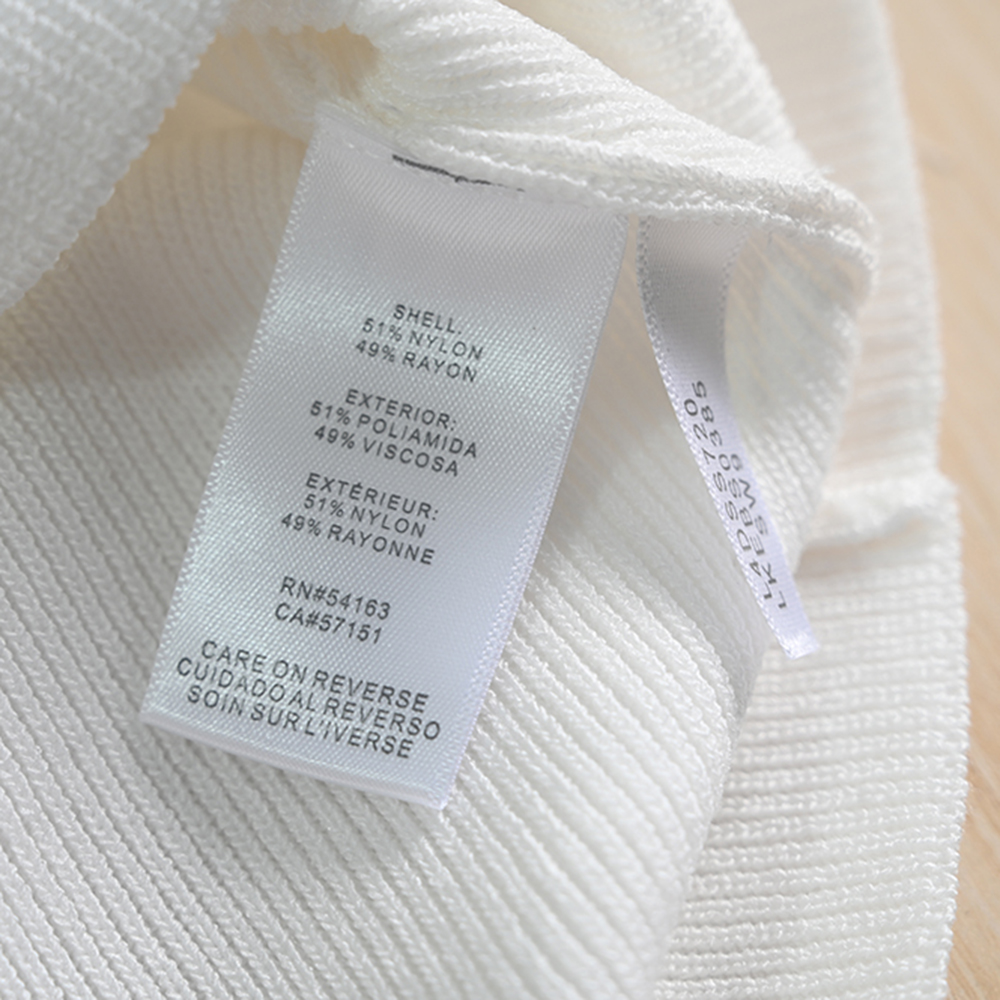 SHELL:
51% NYLON
49% RAYON
EXTERIOR:
51% POLIAMIDA
49% VISCOSA
EXTÉRIEUR:
51% NYLON
49% RAYONNE
RN#54163
CA#57151
CARE ON REVERSE
CUIDADO AL REVERSO
SOIN SUR L'IVERSE